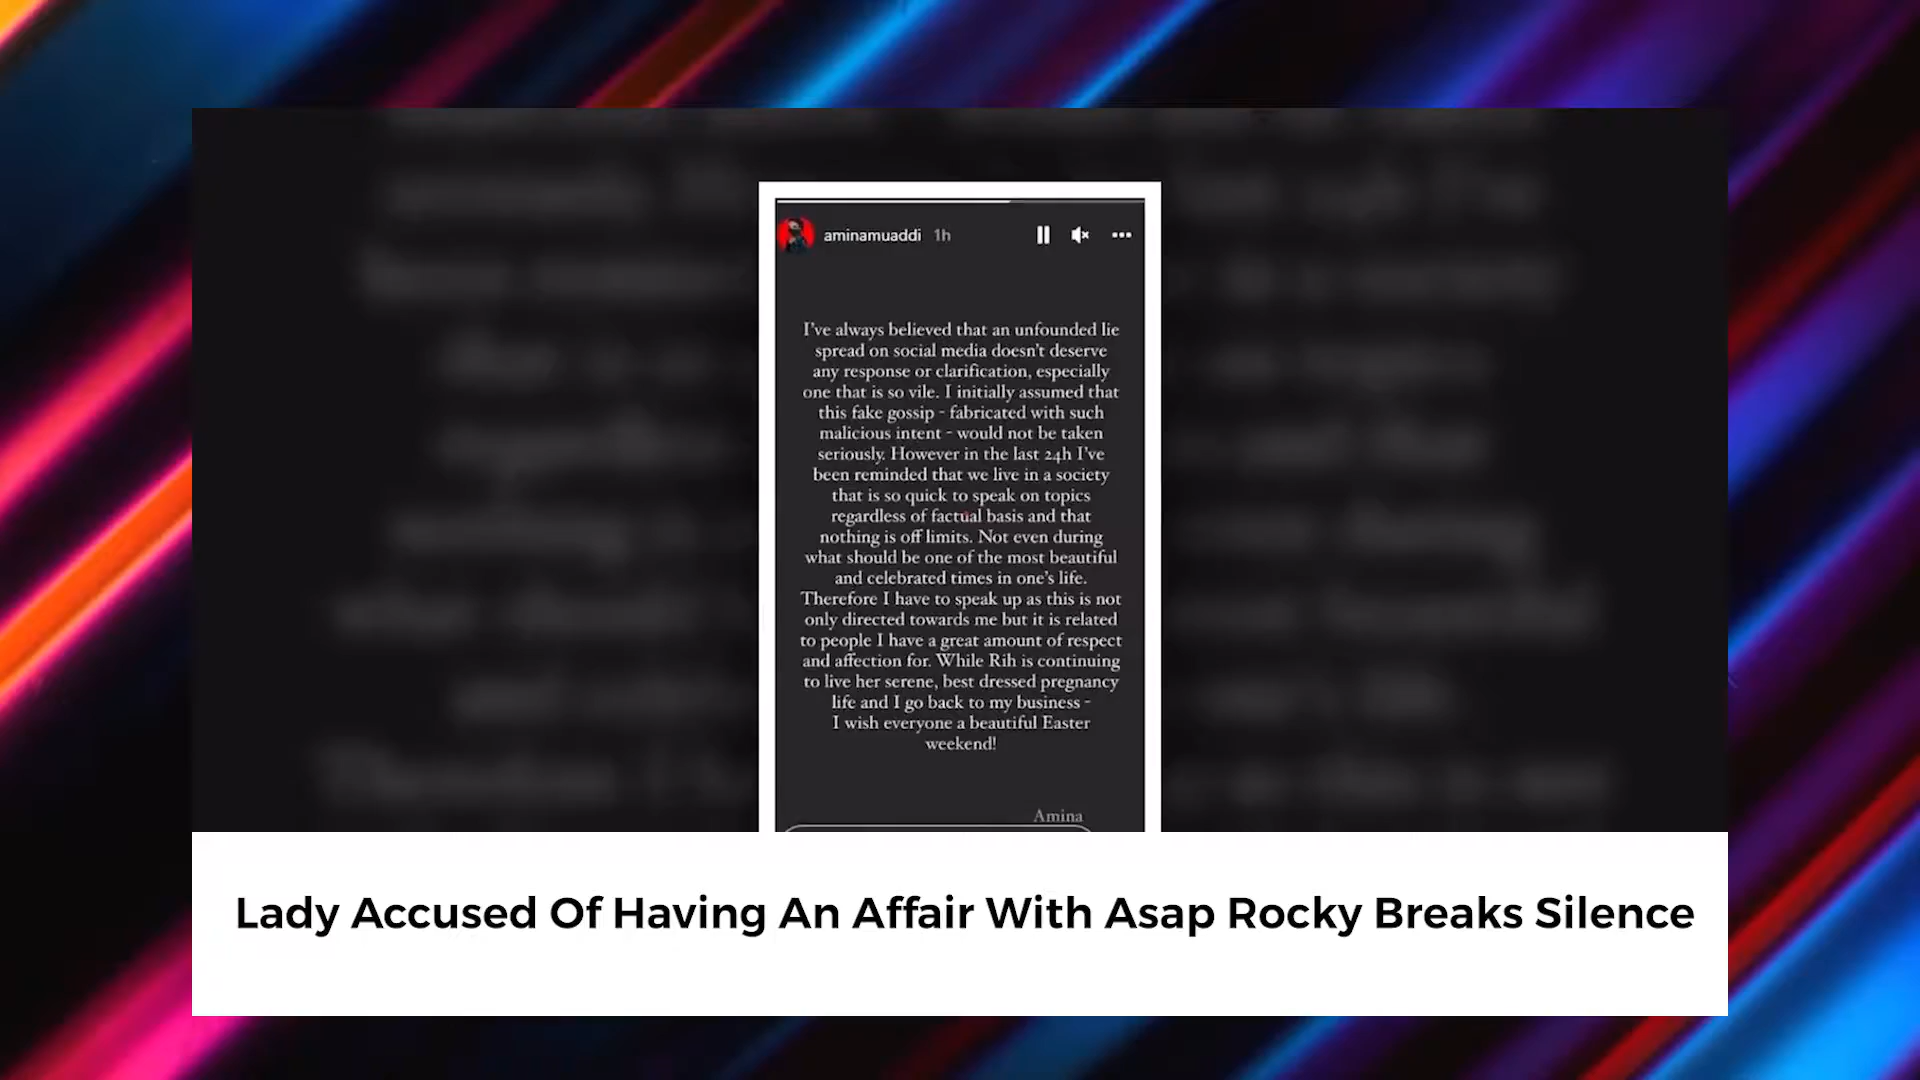 aminamuaddi 1h
I've always believed that an unfounded lie
spread on social media doesn't deserve
any response or clarification, especially
one that is so vile. I initially assumed that
this fake gossip - fabricated with such
malicious intent - would not be taken
seriously. However in the last 24h I've
been reminded that we live in a society
that is so quick to speak on topics
regardless of factual basis and that
nothing is off limits. Not even during
what should be one of the most beautiful
and celebrated times in one's life.
Therefore I have to speak up as this is not
only directed towards me but it is related
to people I have a great amount of respect
and affection for. While Rih is continuing
to live her serene, best dressed pregnancy
life and I go back to my business -
I wish everyone a beautiful Easter
weekend!
Amina
Lady Accused Of Having An Affair With Asap Rocky Breaks Silence